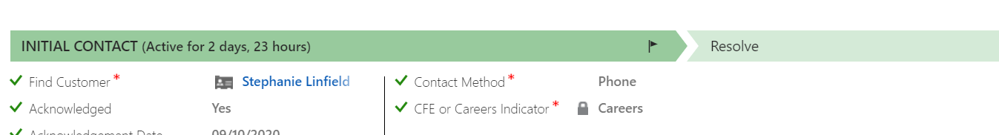 INITIAL CONTACT (Active for 2 days, 23 hours)
Resolve
Find Customer * Stephanie Linfield
Contact Method * Phone
Acknowledged Yes
CFE or Careers Indicator * Careers
Acknowledgement Date 09/10/2020